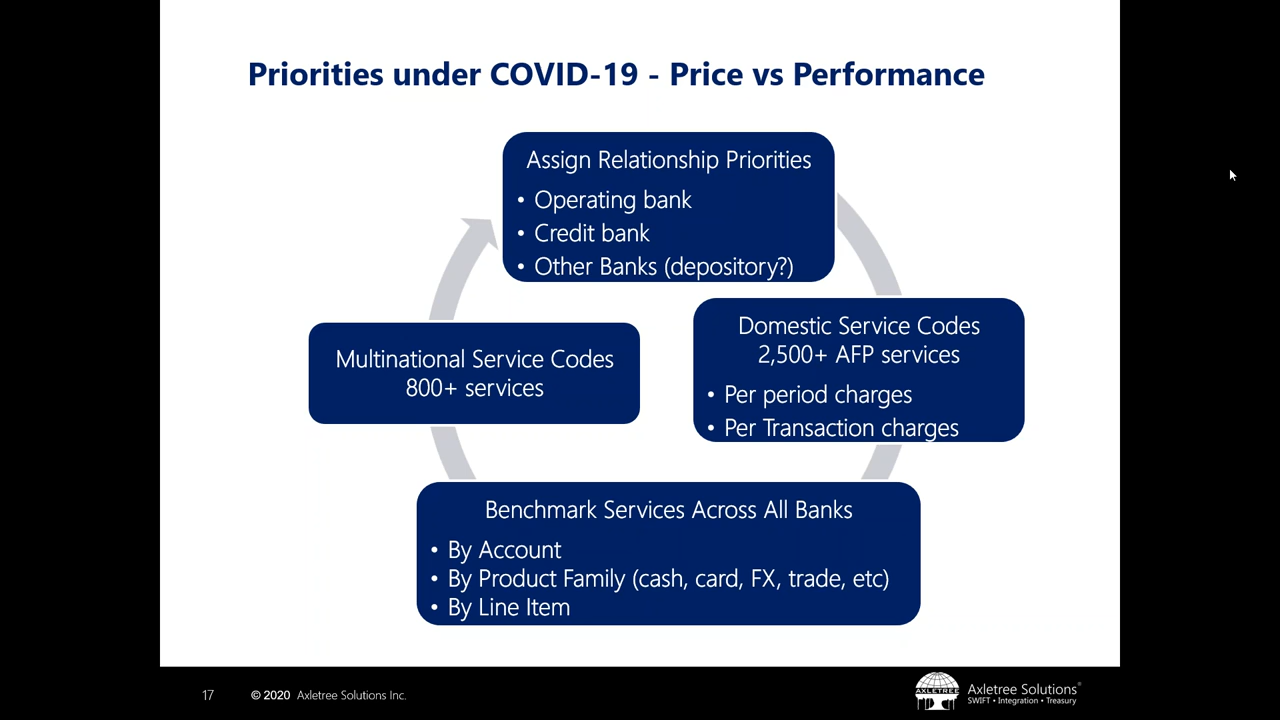 Priorities under COVID-19 - Price vs Performance
Assign Relationship Priorities
• Operating bank
• Credit bank
• Other Banks (depository?)
Domestic Service Codes
2,500+ AFP services
• Per period charges
• Per Transaction charges
Benchmark Services Across All Banks
• By Account
• By Product Family (cash, card, FX, trade, etc)
• By Line Item
Multinational Service Codes
800+ services
17
© 2020 Axletree Solutions Inc.
AXLETREE
Axletree Solutions®
SWIFT • Integration • Treasury